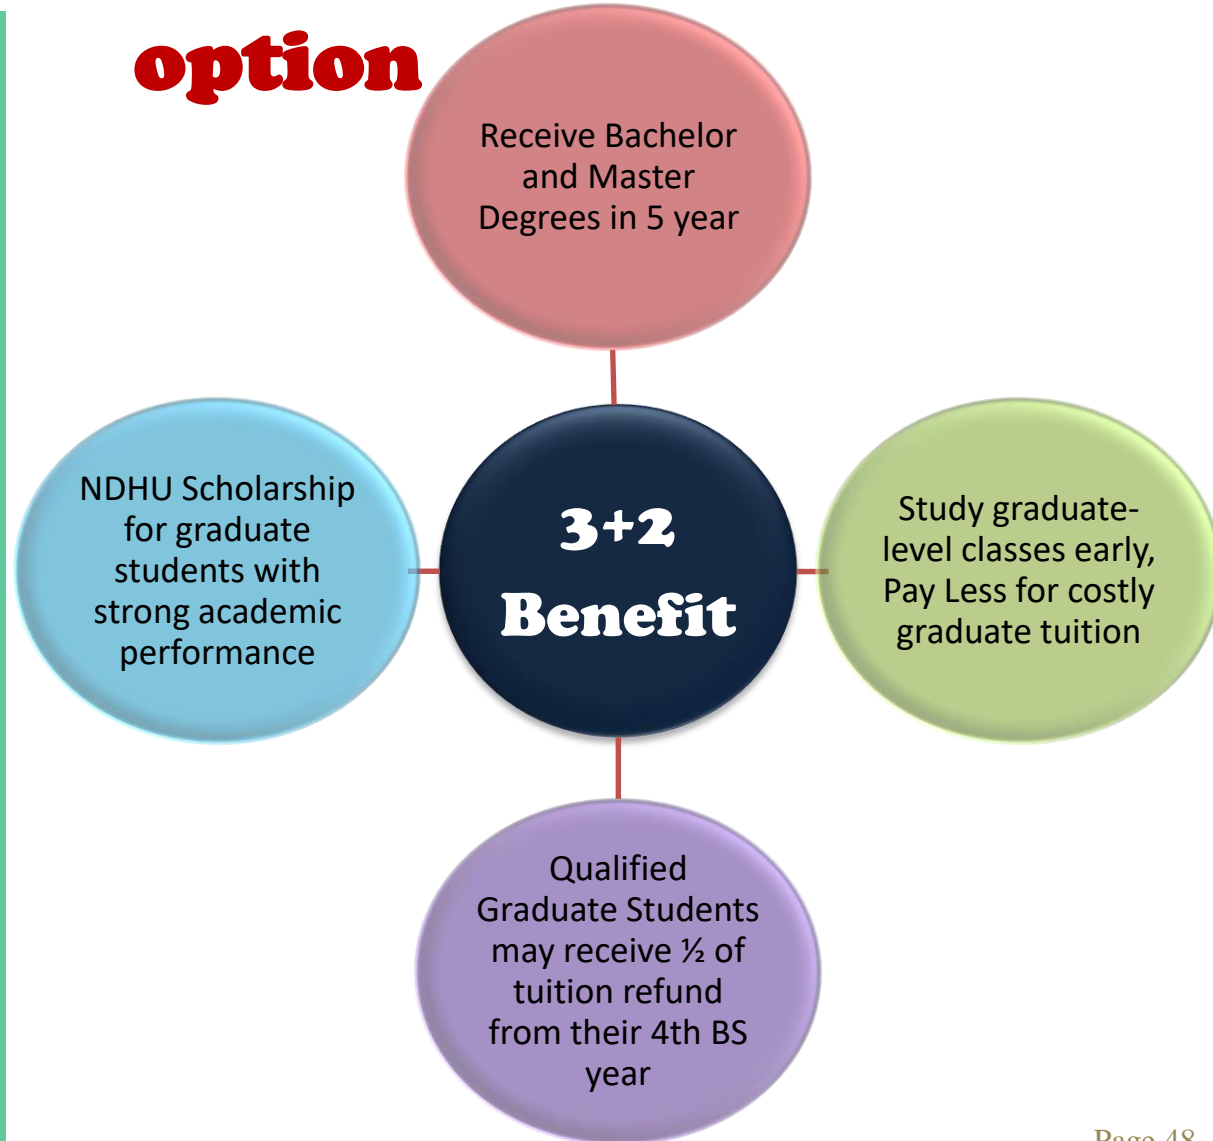 option
Receive Bachelor
and Master
Degrees in 5 year
NDHU Scholarship
for graduate
students with
strong academic
performance
3+2
Benefit
Study graduate-
level classes early,
Pay Less for costly
graduate tuition
Qualified
Graduate Students
may receive ½ of
tuition refund
from their 4th BS
year
Page 48